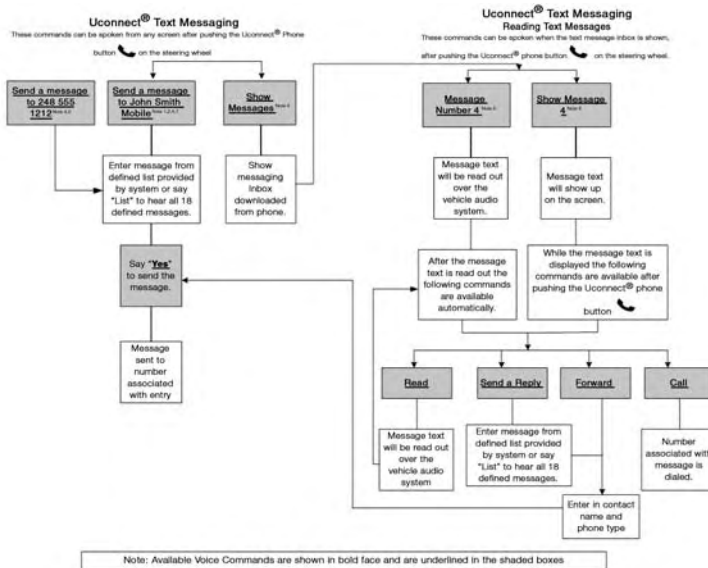 Uconnect® Text Messaging
These commands can be spoken from any screen after pushing the Uconnect® Phone
button on the steering wheel
Send a message
to 248 555
1212
Send a message
to John Smith
Mobile
Show
Messages
Enter message from
defined list provided
by system or say
"List" to hear all 18
defined messages.
Show
messaging
Inbox
downloaded
from phone.
Say "Yes"
to send the
message.
Message
sent to
number
associated
with entry
Uconnect® Text Messaging
Reading Text Messages
These commands can be spoken when the text message inbox is shown,
after pushing the Uconnect® phone button on the steering wheel.
Message
Number 4
Show Message
4
Message text
will be read out
over the
vehicle audio
system.
Message text
will show up
on the screen.
After the message
text is read out the
following commands
are available
automatically.
While the message text is
displayed the following
commands are available after
pushing the Uconnect® phone
button
Read
Send a Reply
Forward
Call
Message text
will be read out
over the
vehicle audio
system
Enter message from
defined list provided
by system or say
"List" to hear all 18
defined messages.
Number
associated with
message is
dialed.
Enter in contact
name and
phone type
Note: Available Voice Commands are shown in bold face and are underlined in the shaded boxes